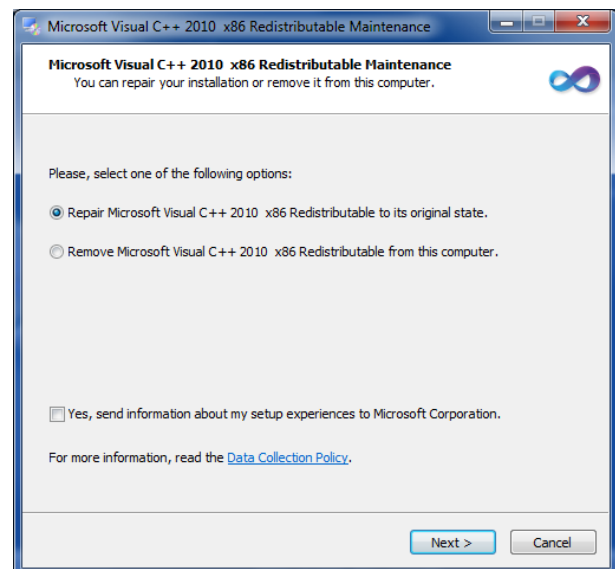 Microsoft Visual C++ 2010 x86 Redistributable Maintenance
Microsoft Visual C++ 2010 x86 Redistributable Maintenance
You can repair your installation or remove it from this computer.
Please, select one of the following options:
Repair Microsoft Visual C++ 2010 x86 Redistributable to its original state.
Remove Microsoft Visual C++ 2010 x86 Redistributable from this computer.
Yes, send information about my setup experiences to Microsoft Corporation.
For more information, read the Data Collection Policy.
Next > Cancel